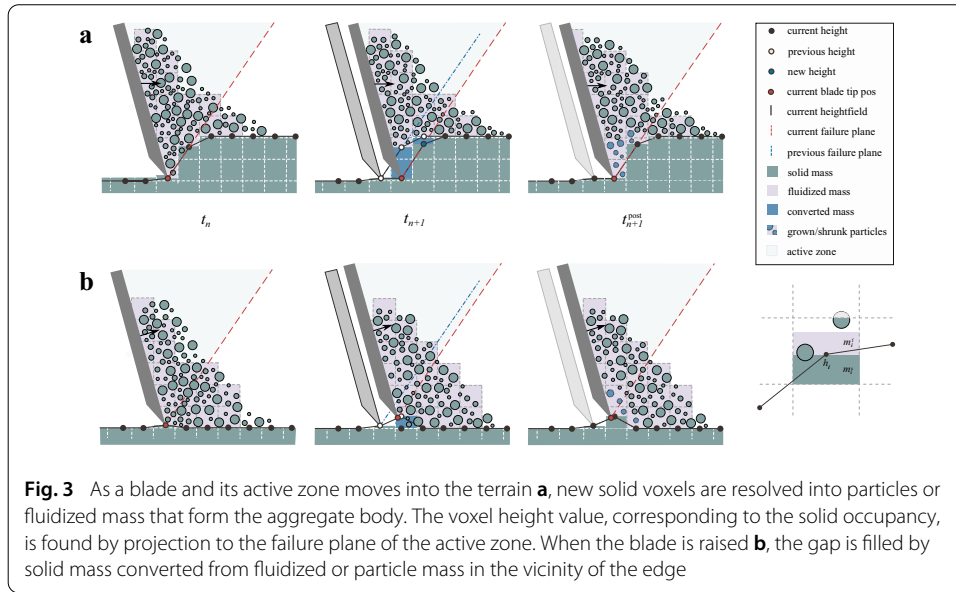 a
current height
previous height
new height
current blade tip pos
current heightfield
current failure plane
previous failure plane
solid mass
fluidized mass
converted mass
grown/shrunk particles
active zone
t_n
t_{n+1}
t_{n+1}^{post}
b
h_i
Fig. 3 As a blade and its active zone moves into the terrain a, new solid voxels are resolved into particles or
fluidized mass that form the aggregate body. The voxel height value, corresponding to the solid occupancy,
is found by projection to the failure plane of the active zone. When the blade is raised b, the gap is filled by
solid mass converted from fluidized or particle mass in the vicinity of the edge